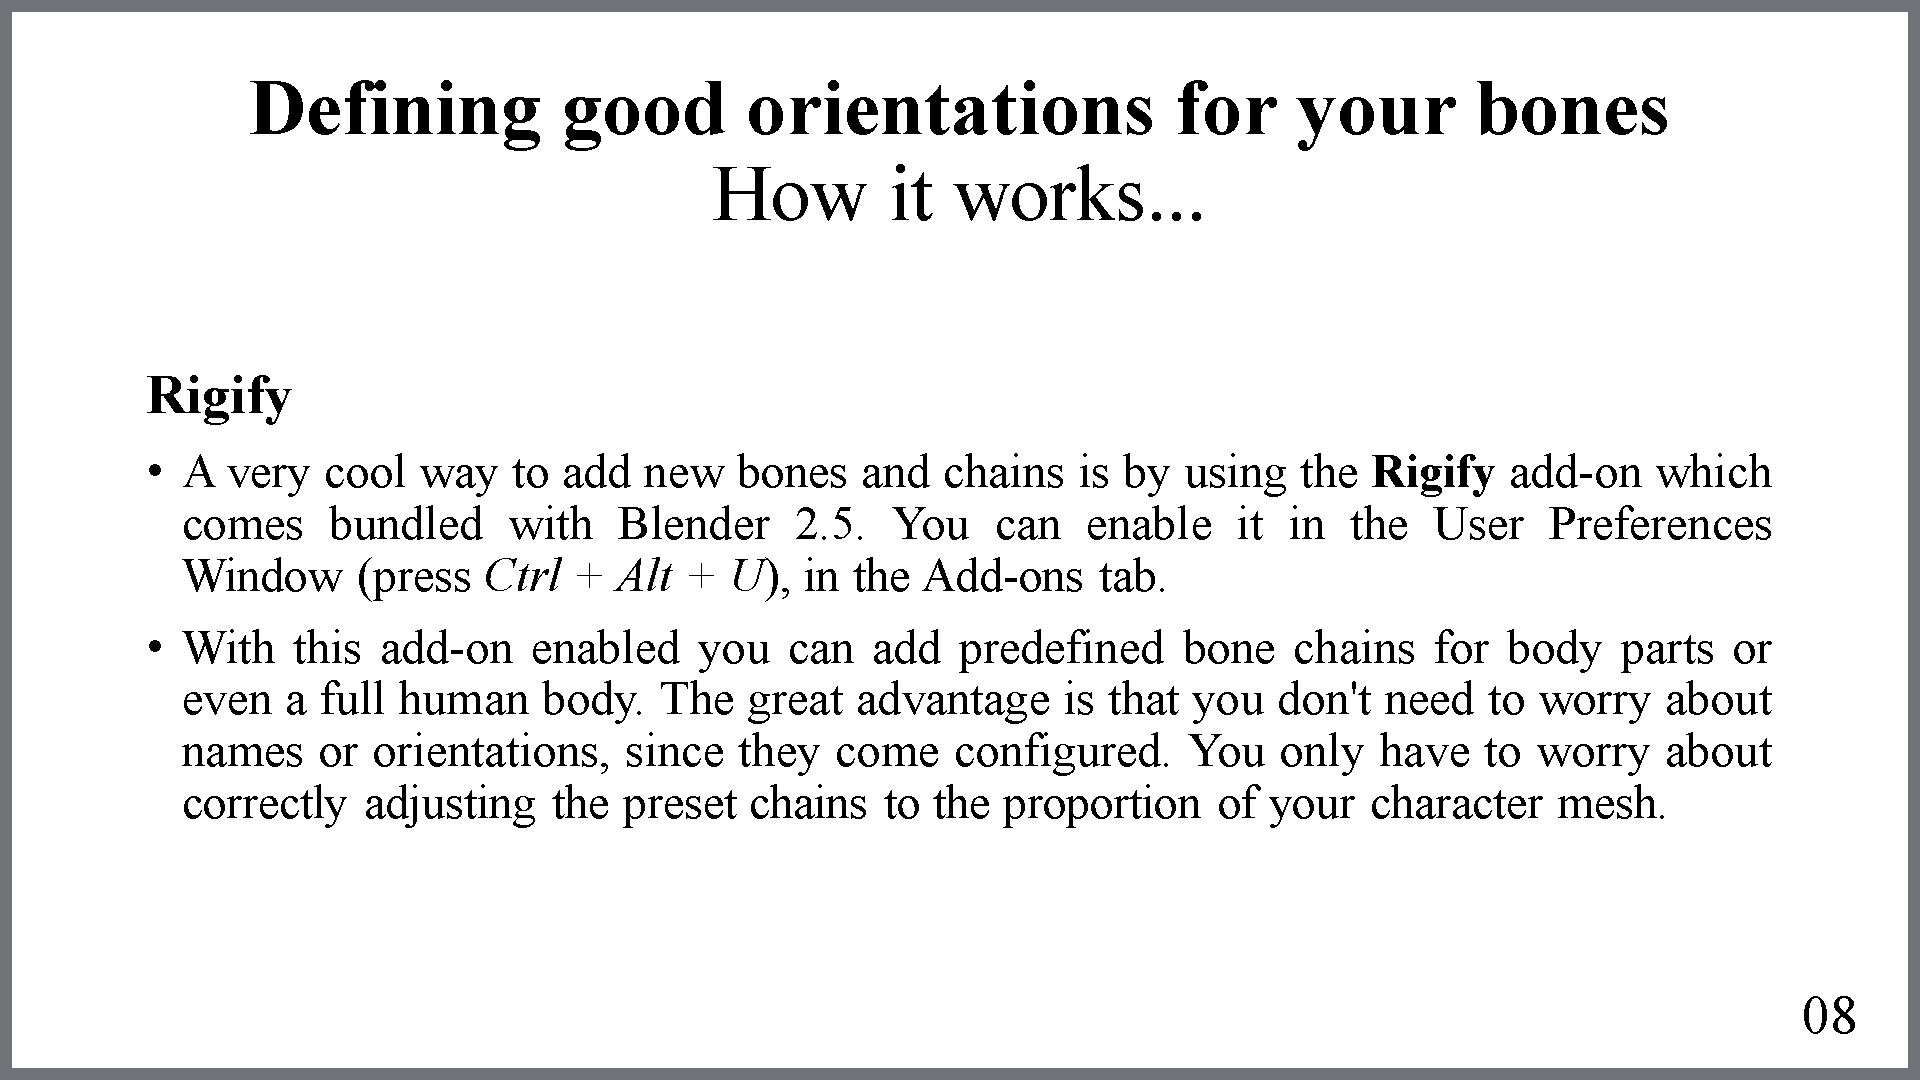 Defining good orientations for your bones
How it works...
Rigify
• A very cool way to add new bones and chains is by using the Rigify add-on which
comes bundled with Blender 2.5. You can enable it in the User Preferences
Window (press Ctrl + Alt + U), in the Add-ons tab.
• With this add-on enabled you can add predefined bone chains for body parts or
even a full human body. The great advantage is that you don't need to worry about
names or orientations, since they come configured. You only have to worry about
correctly adjusting the preset chains to the proportion of your character mesh.
08